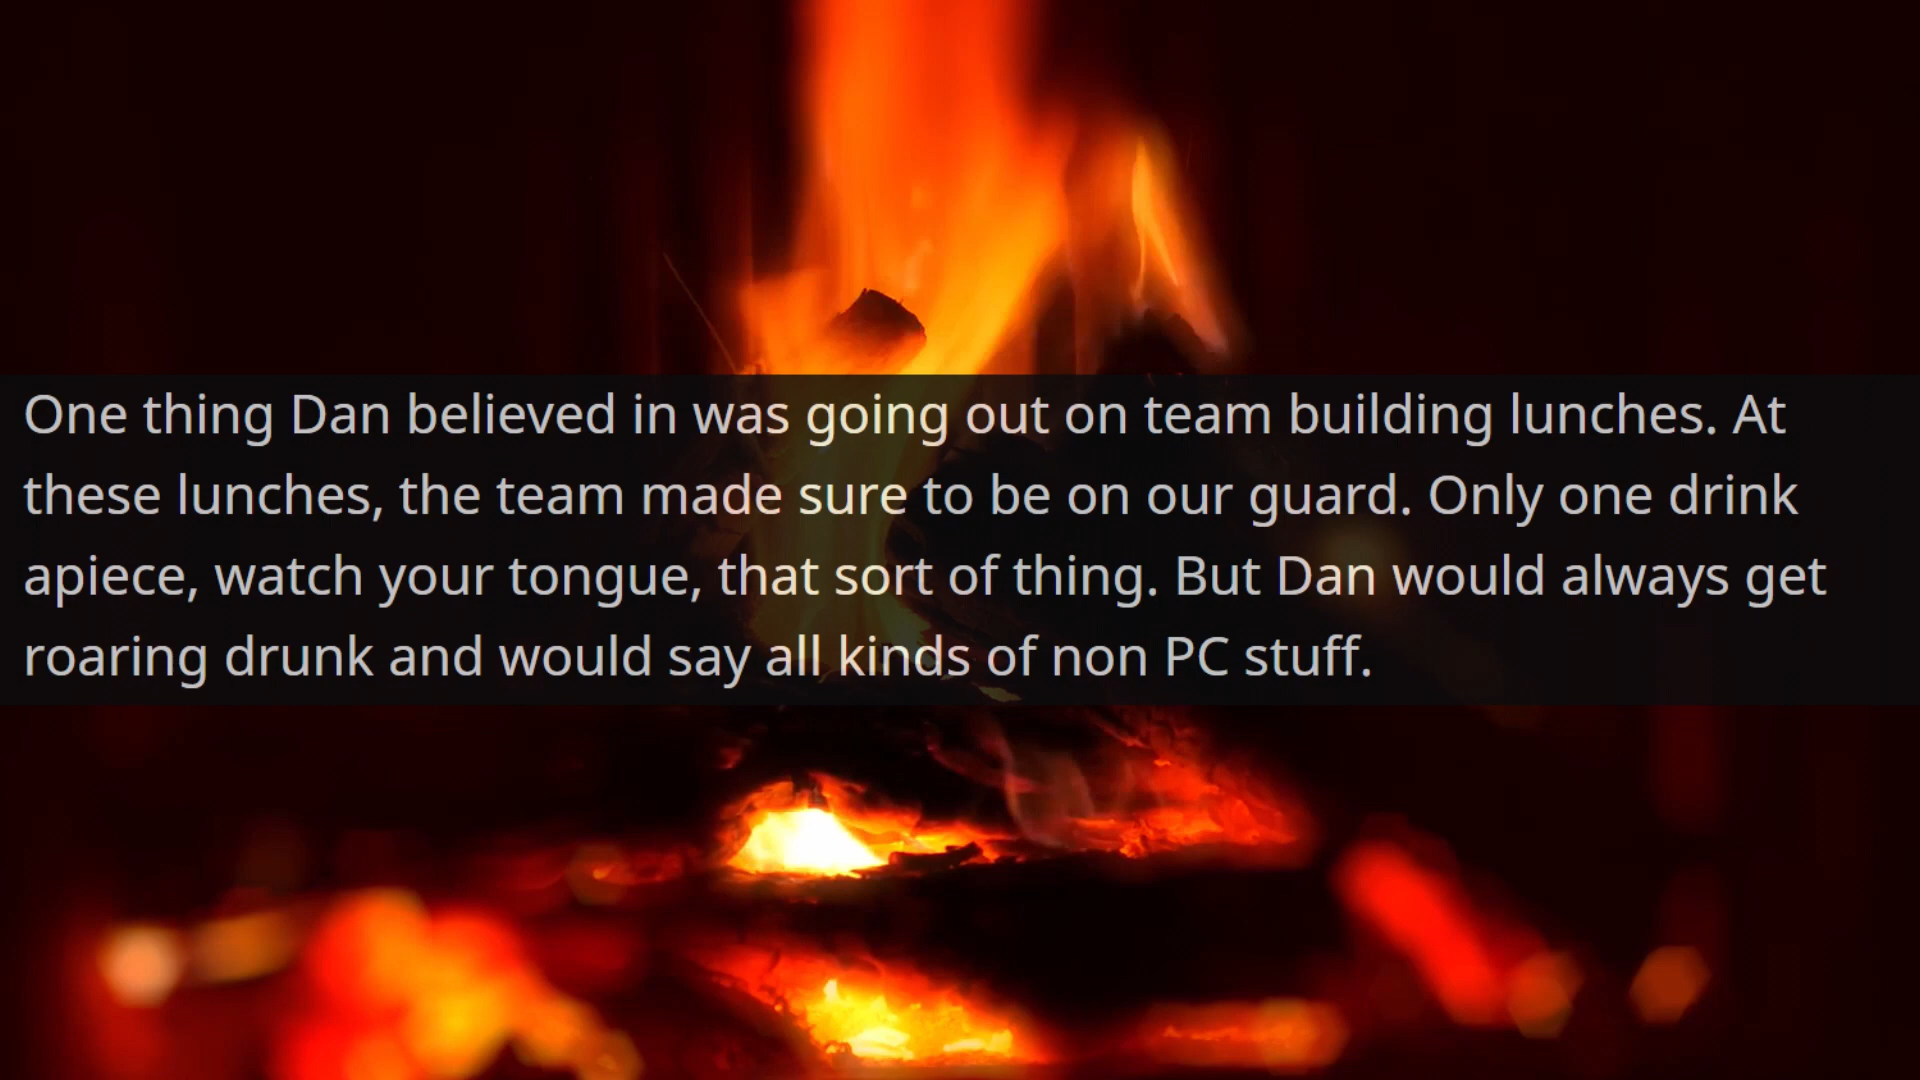 One thing Dan believed in was going out on team building lunches. At
these lunches, the team made sure to be on our guard. Only one drink
apiece, watch your tongue, that sort of thing. But Dan would always get
roaring drunk and would say all kinds of non PC stuff.